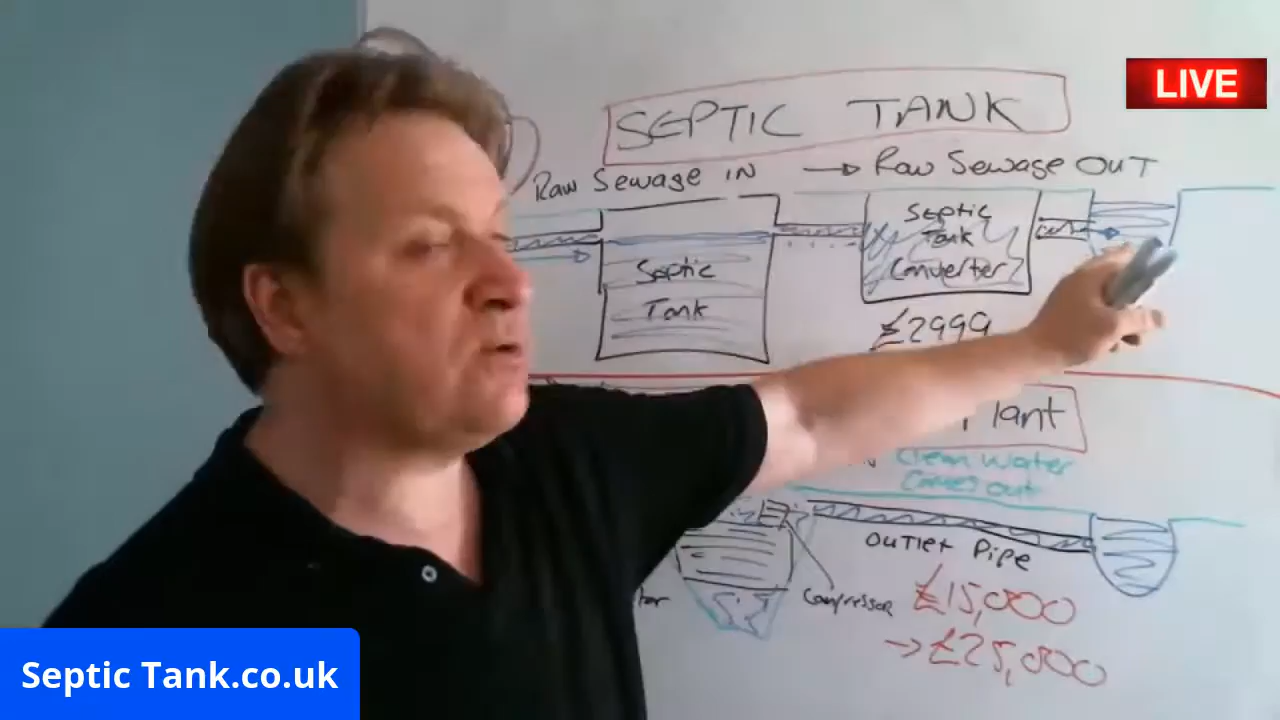 LIVE
SEPTIC TANK
Raw Sewage IN → Raw Sewage OUT
Septic
Tank
Converter
Septic
Tank
£2999
Plant
Clean Water
Comes out
Outlet Pipe
Compressor
£15,000
→ £25,000
Septic Tank.co.uk